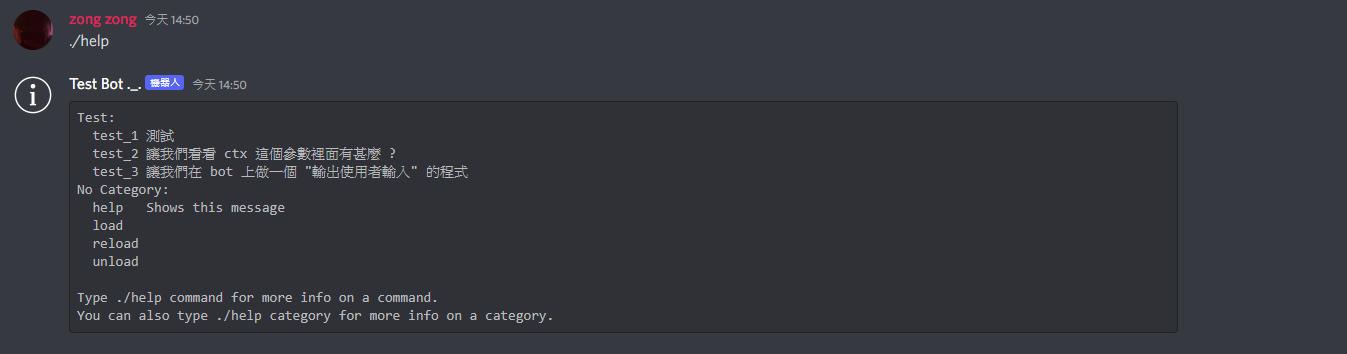 zong zong 今天 14:50
./help
Test Bot ._. 機器人 今天 14:50
Test:
  test_1 測試
  test_2 讓我們看看 ctx 這個參數裡面有甚麼 ?
  test_3 讓我們在 bot 上做一個 "輸出使用者輸入" 的程式
No Category:
  help   Shows this message
  load
  reload
  unload
Type ./help command for more info on a command.
You can also type ./help category for more info on a category.